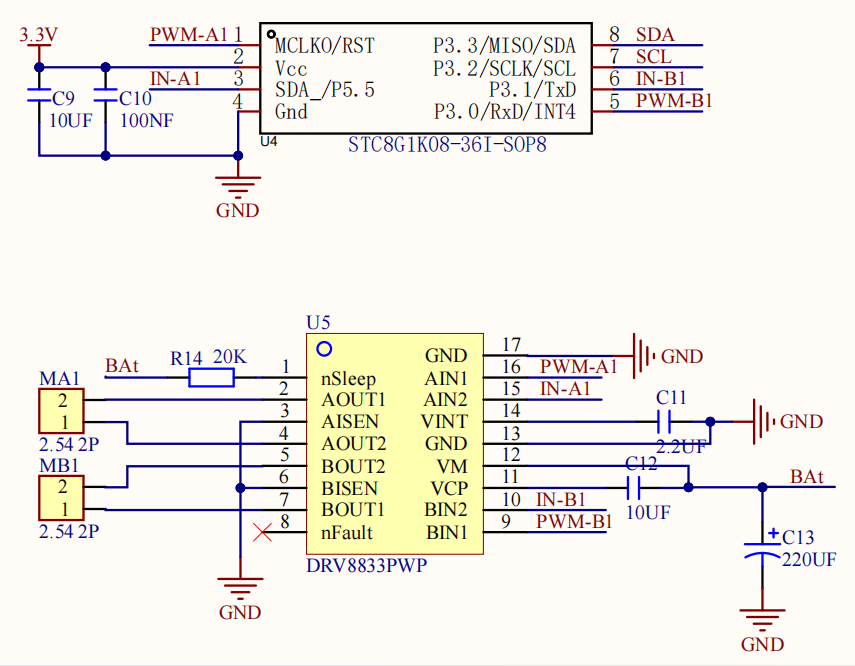 3.3V
PWM-A1 1 MCLKO/RST P3.3/MISO/SDA 8 SDA
2 Vcc P3.2/SCLK/SCL 7 SCL
IN-A1 3 SDA_/P5.5 P3.1/TxD 6 IN-B1
4 Gnd P3.0/RxD/INT4 5 PWM-B1
C9 C10
10UF 100NF
U4 STC8G1K08-36I-SOP8
GND
U5
BAt R14 20K
GND 17 GND
1 nSleep AIN1 16 PWM-A1
MA1
2 2 AOUT1 AIN2 15 IN-A1
1 3 AISEN VINT 14 C11 GND
2.54 2P 4 AOUT2 GND 13 2.2UF
MB1 5 BOUT2 VM 12 C12
2 6 BISEN VCP 11 BAt
1 7 BOUT1 BIN2 10 IN-B1 10UF
2.54 2P 8 nFault BIN1 9 PWM-B1
+ C13
220UF
DRV8833PWP
GND
GND